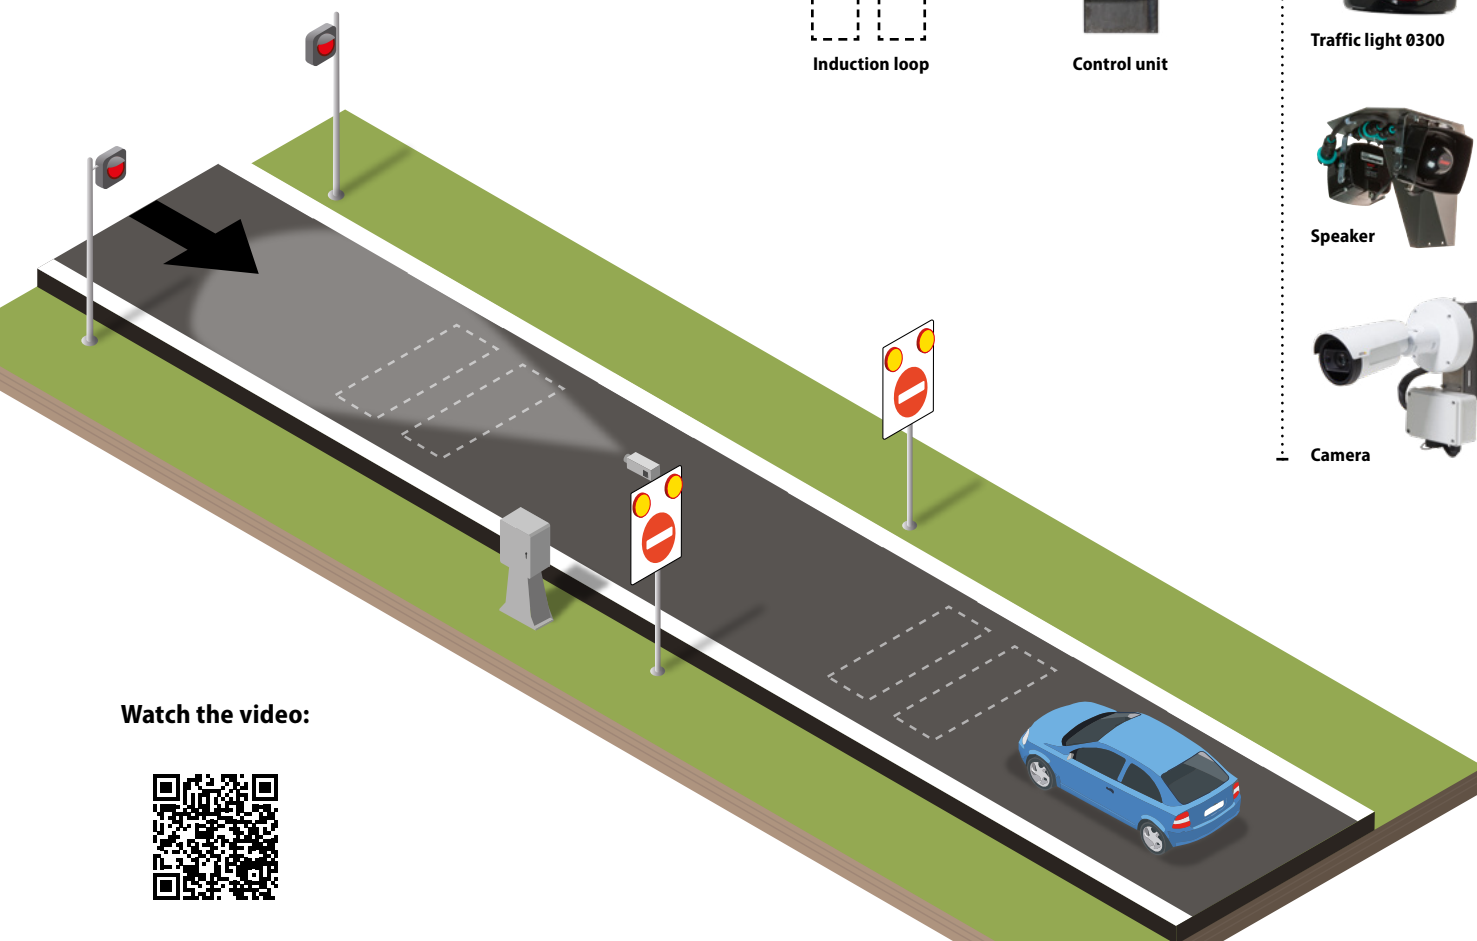 Induction loop
Control unit
Traffic light 0300
Speaker
Camera
Watch the video: